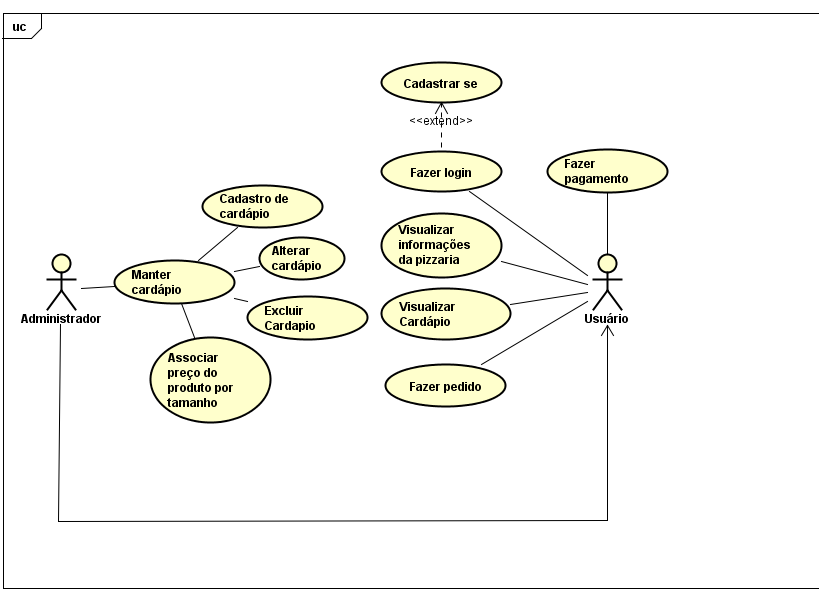 uc
Cadastrar se
<<extend>>
Fazer login
Fazer
pagamento
Cadastro de
cardápio
Visualizar
informações
da pizzaria
Alterar
cardápio
Manter
cardápio
Administrador
Excluir
Cardapio
Visualizar
Cardápio
Usuário
Associar
preço do
produto por
tamanho
Fazer pedido